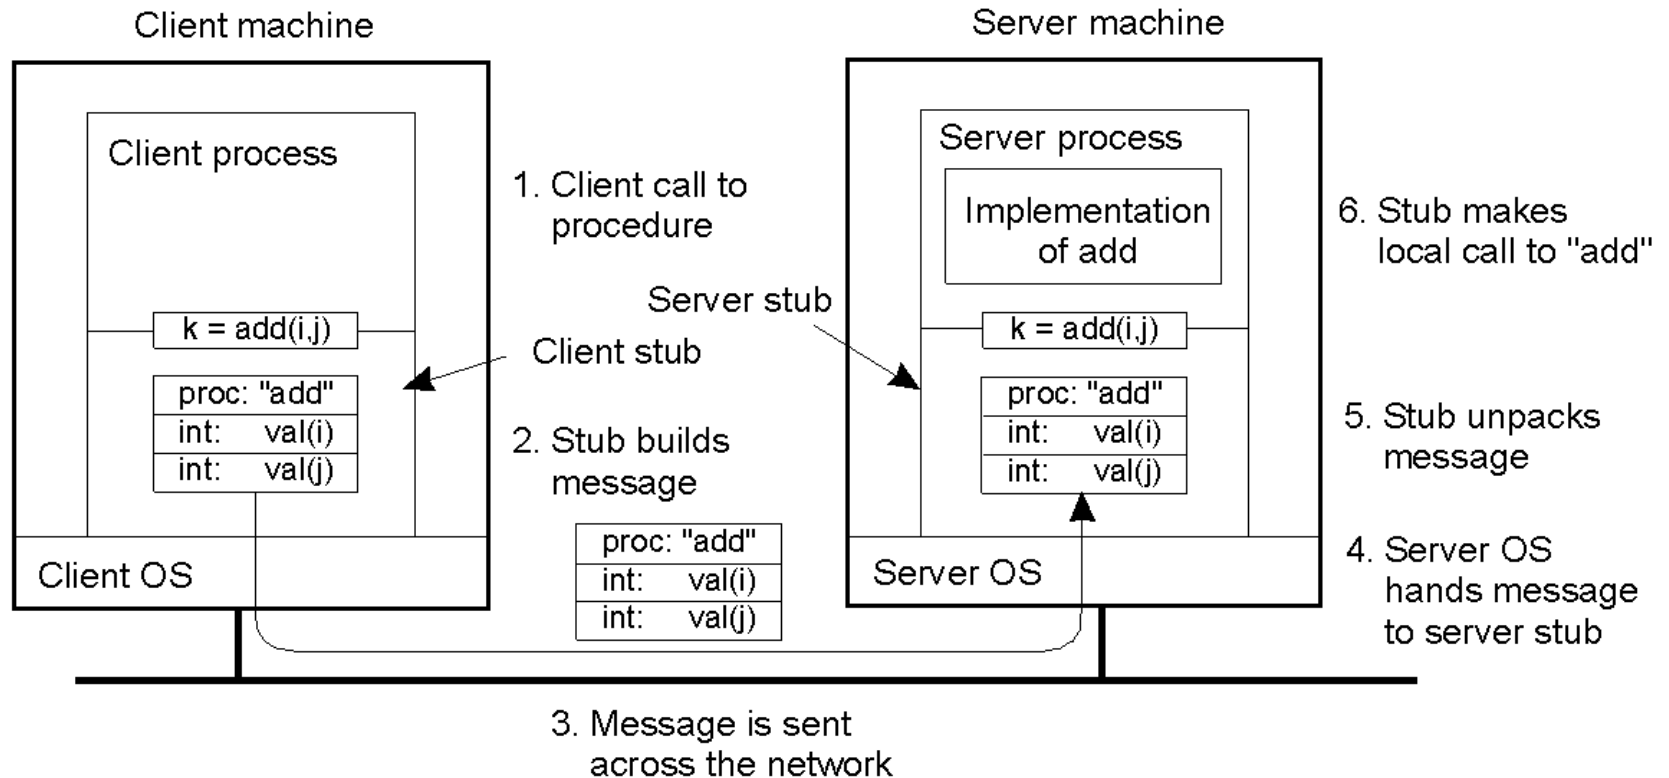 Client machine
Client process
k = add(i,j)
proc: "add"
int: val(i)
int: val(j)
Client OS
1. Client call to
procedure
Server stub
Client stub
2. Stub builds
message
proc: "add"
int: val(i)
int: val(j)
3. Message is sent
across the network
Server machine
Server process
Implementation
of add
k = add(i,j)
proc: "add"
int: val(i)
int: val(j)
Server OS
6. Stub makes
local call to "add"
5. Stub unpacks
message
4. Server OS
hands message
to server stub